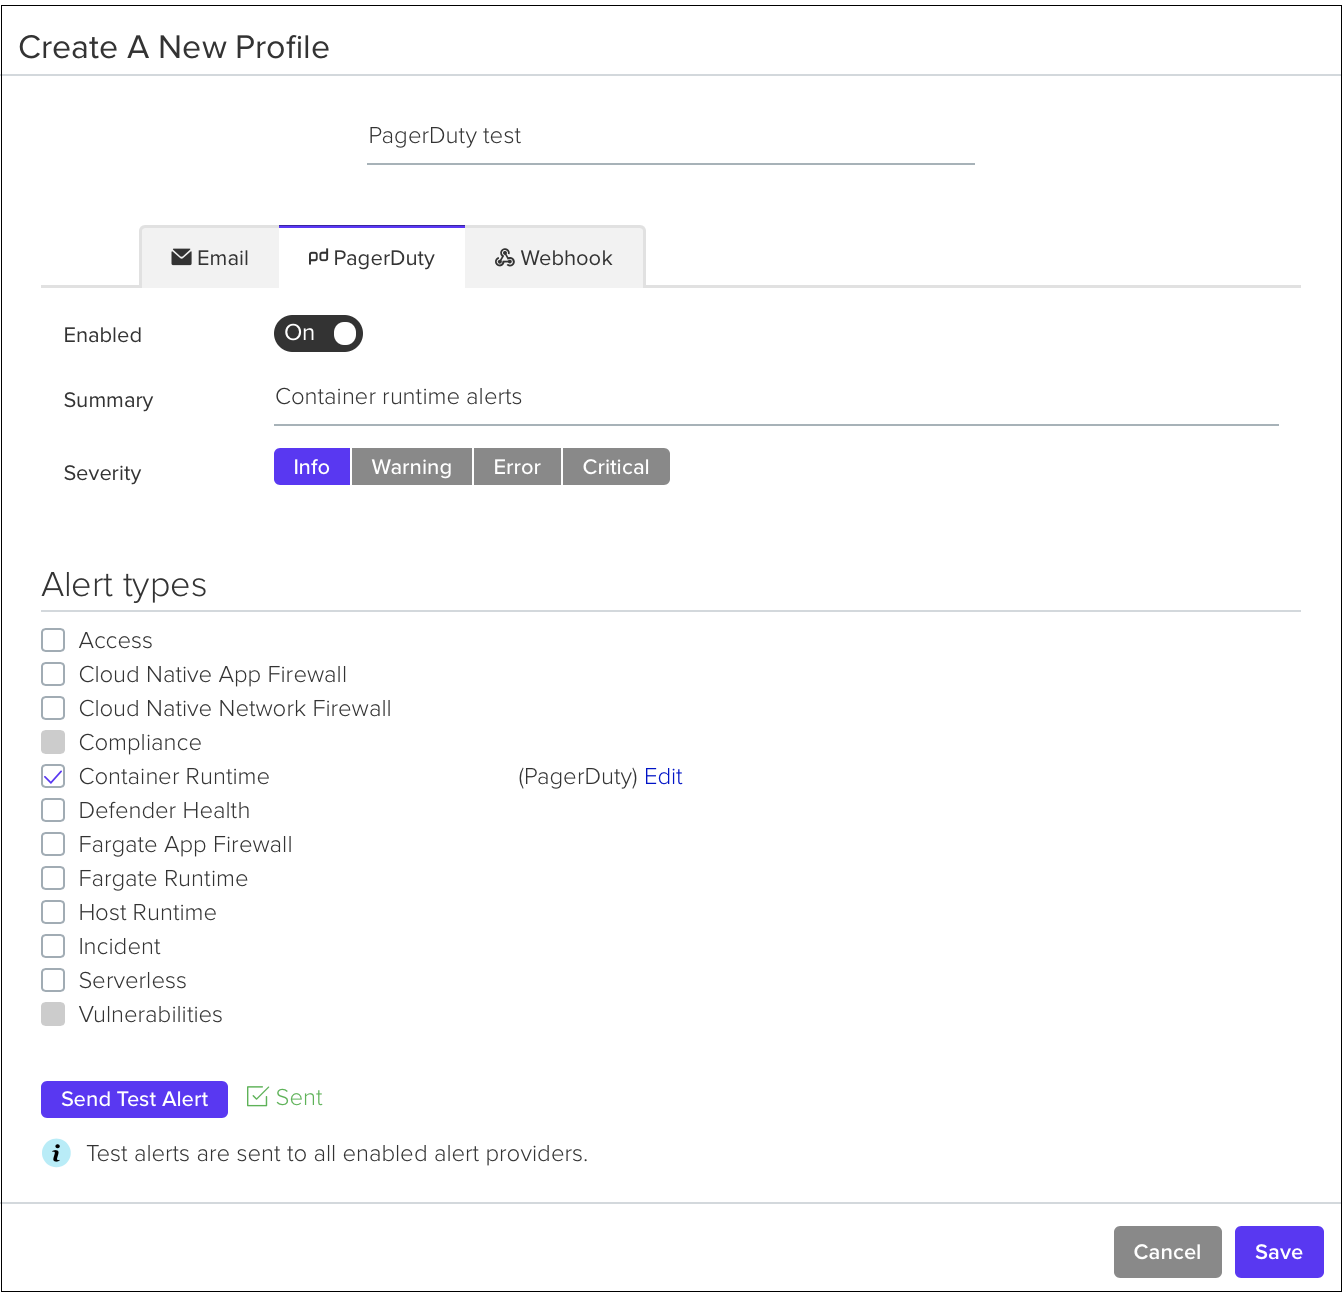 Create A New Profile
PagerDuty test
Email
pd PagerDuty
Webhook
Enabled
On
Summary
Container runtime alerts
Severity
Info
Warning
Error
Critical
Alert types
Access
Cloud Native App Firewall
Cloud Native Network Firewall
Compliance
Container Runtime
(PagerDuty) Edit
Defender Health
Fargate App Firewall
Fargate Runtime
Host Runtime
Incident
Serverless
Vulnerabilities
Send Test Alert
Sent
i Test alerts are sent to all enabled alert providers.
Cancel
Save